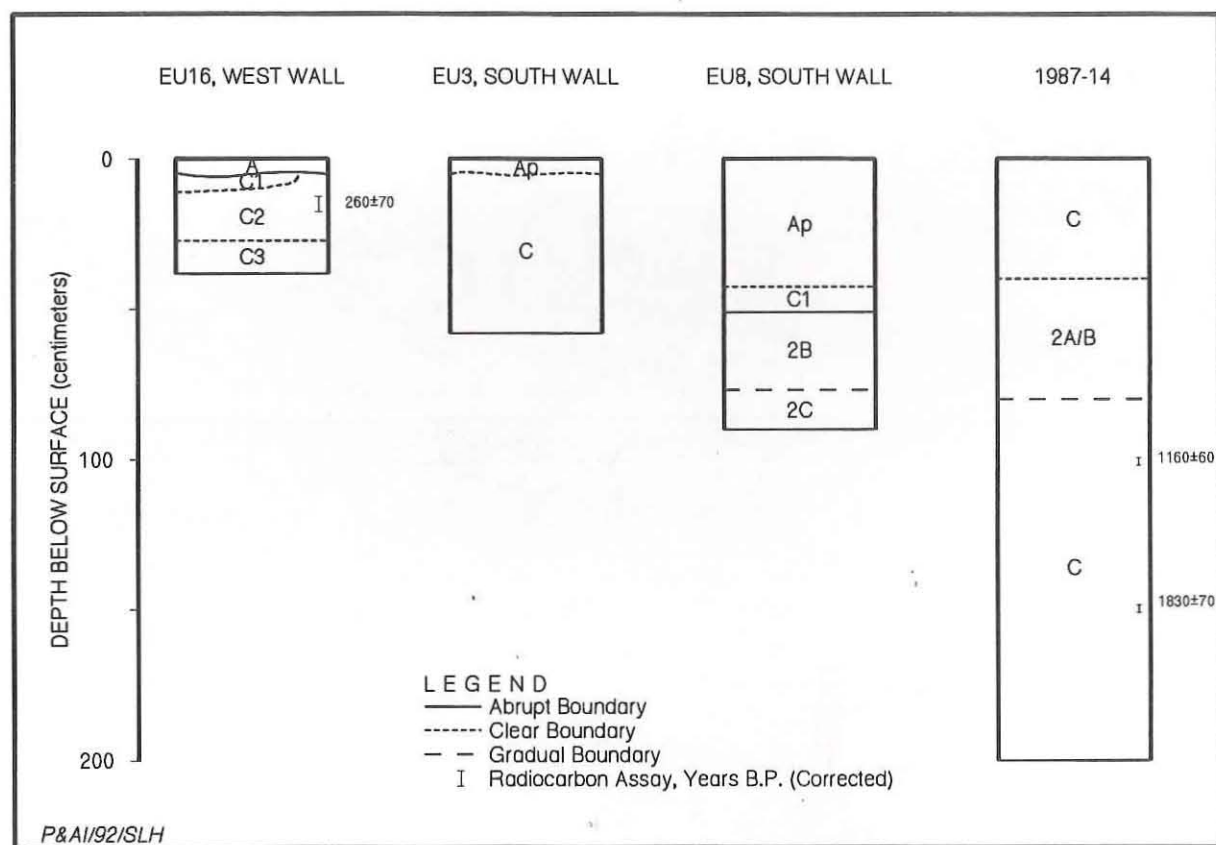 EU16, WEST WALL
EU3, SOUTH WALL
EU8, SOUTH WALL
1987-14
DEPTH BELOW SURFACE (centimeters)
0
100
200
A
C1
C2
C3
260±70
Ap
C
Ap
C1
2B
2C
C
2A/B
C
1160±60
1830±70
L E G E N D
Abrupt Boundary
Clear Boundary
Gradual Boundary
I Radiocarbon Assay, Years B.P. (Corrected)
P&AI/92/SLH